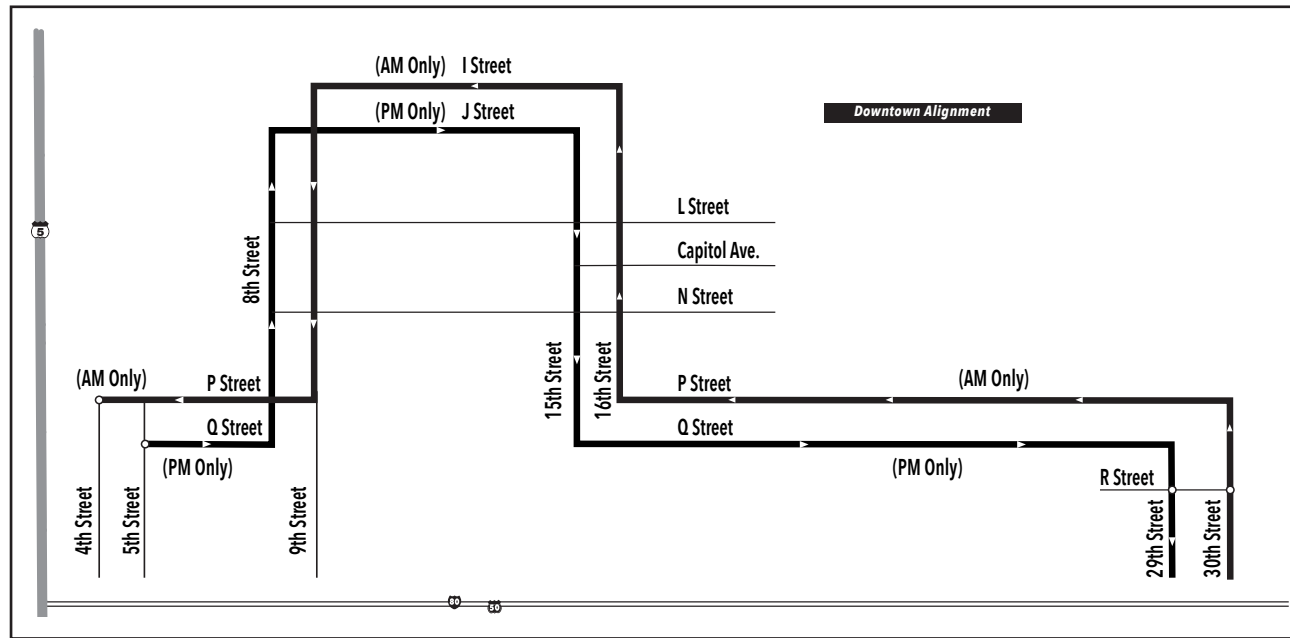 (AM Only) I Street
(PM Only) J Street
Downtown Alignment
5
L Street
Capitol Ave.
N Street
8th Street
15th Street
16th Street
(AM Only)
P Street
P Street
(AM Only)
Q Street
Q Street
(PM Only)
(PM Only)
R Street
4th Street
5th Street
9th Street
29th Street
30th Street
80
50